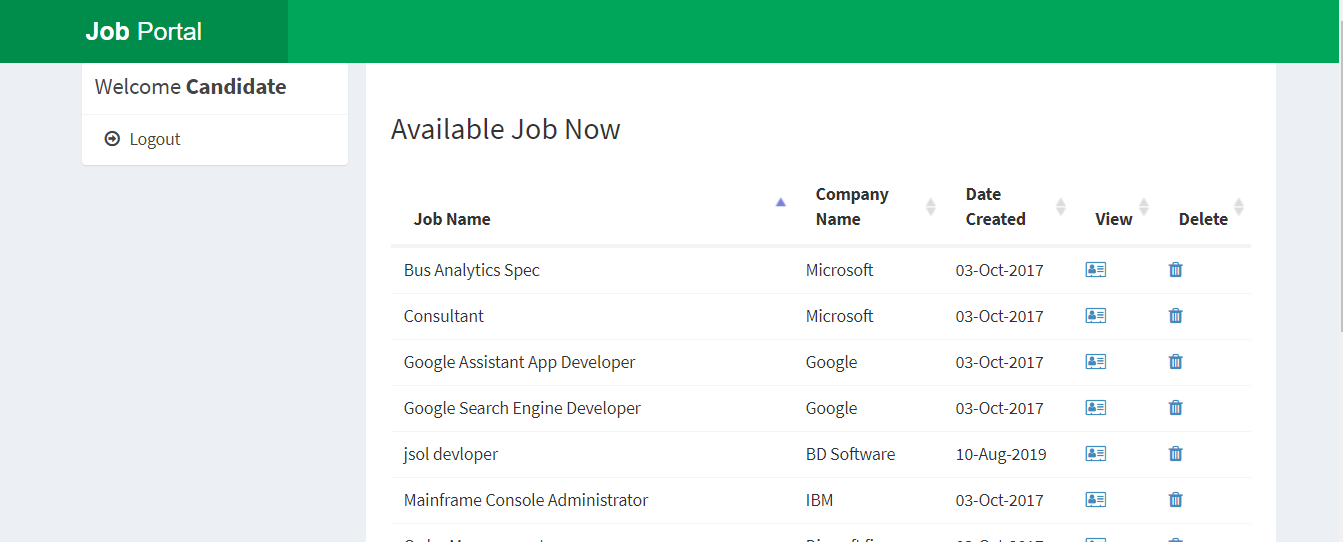 Job Portal
Welcome Candidate
Logout
Available Job Now
Job Name Company Name Date Created View Delete
Bus Analytics Spec Microsoft 03-Oct-2017
Consultant Microsoft 03-Oct-2017
Google Assistant App Developer Google 03-Oct-2017
Google Search Engine Developer Google 03-Oct-2017
jsol devloper BD Software 10-Aug-2019
Mainframe Console Administrator IBM 03-Oct-2017